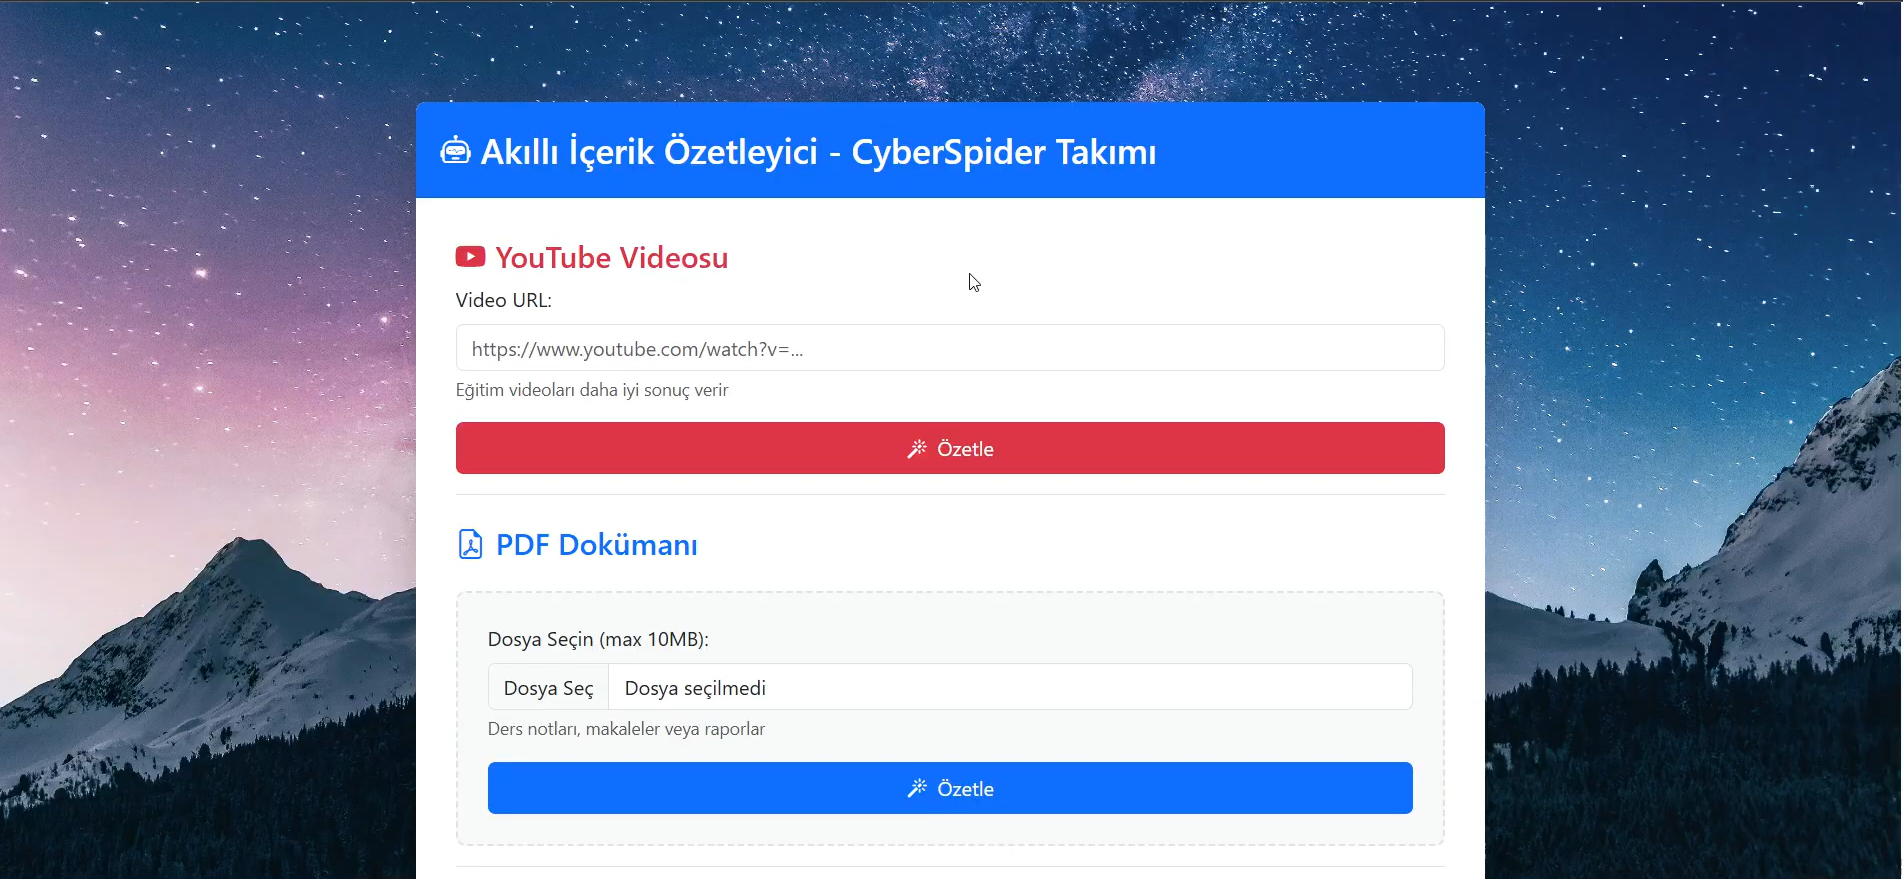 Akıllı İçerik Özetleyici - CyberSpider Takımı
YouTube Videosu
Video URL:
https://www.youtube.com/watch?v=...
Eğitim videoları daha iyi sonuç verir
Özetle
PDF Dokümanı
Dosya Seçin (max 10MB):
Dosya Seç Dosya seçilmedi
Ders notları, makaleler veya raporlar
Özetle